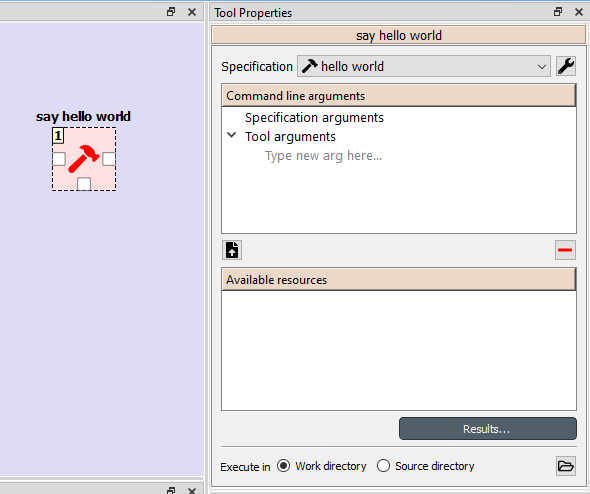 Tool Properties
say hello world
Specification hello world
Command line arguments
say hello world
Specification arguments
1
Tool arguments
Type new arg here...
Available resources
Results...
Execute in Work directory Source directory